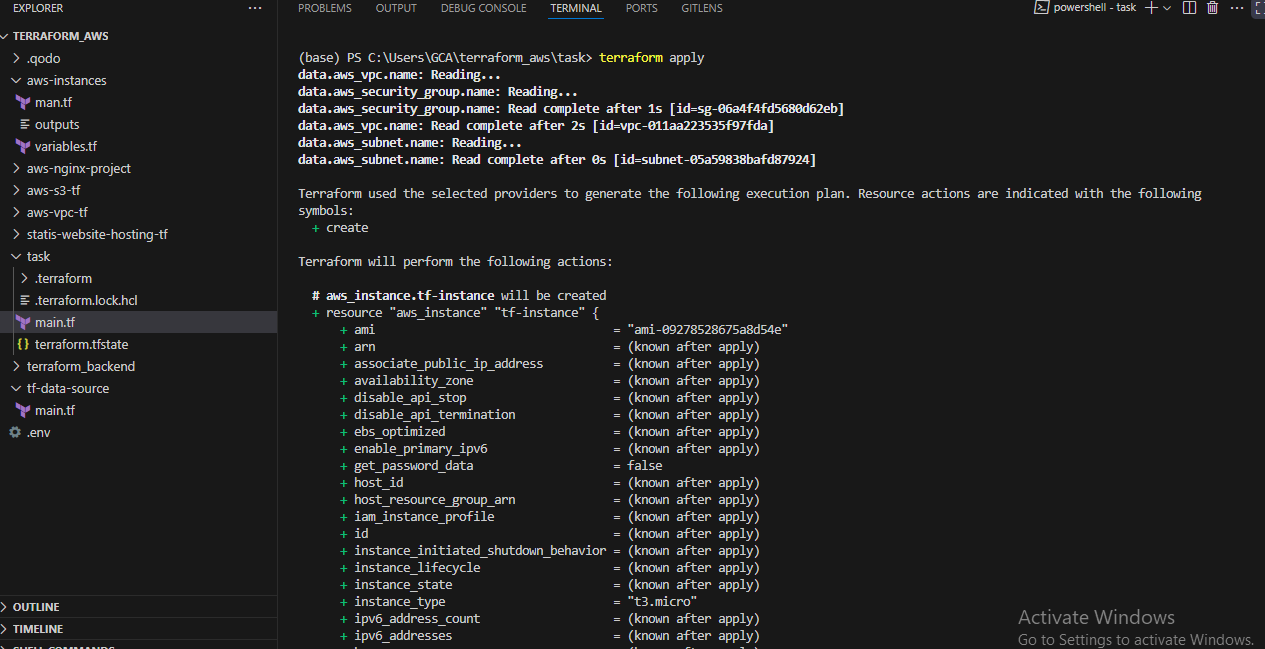 EXPLORER
···
TERRAFORM_AWS
.qodo
aws-instances
man.tf
outputs
variables.tf
aws-nginx-project
aws-s3-tf
aws-vpc-tf
statis-website-hosting-tf
task
.terraform
.terraform.lock.hcl
main.tf
terraform.tfstate
terraform_backend
tf-data-source
main.tf
.env
OUTLINE
TIMELINE
PROBLEMS OUTPUT DEBUG CONSOLE TERMINAL PORTS GITLENS
powershell - task
(base) PS C:\Users\GCA\terraform_aws\task> terraform apply
data.aws_vpc.name: Reading...
data.aws_security_group.name: Reading...
data.aws_security_group.name: Read complete after 1s [id=sg-06a4f4fd5680d62eb]
data.aws_vpc.name: Read complete after 2s [id=vpc-011aa223535f97fda]
data.aws_subnet.name: Reading...
data.aws_subnet.name: Read complete after 0s [id=subnet-05a59838bafd87924]
Terraform used the selected providers to generate the following execution plan. Resource actions are indicated with the following
symbols:
+ create
Terraform will perform the following actions:
# aws_instance.tf-instance will be created
+ resource "aws_instance" "tf-instance" {
+ ami = "ami-09278528675a8d54e"
+ arn = (known after apply)
+ associate_public_ip_address = (known after apply)
+ availability_zone = (known after apply)
+ disable_api_stop = (known after apply)
+ disable_api_termination = (known after apply)
+ ebs_optimized = (known after apply)
+ enable_primary_ipv6 = (known after apply)
+ get_password_data = false
+ host_id = (known after apply)
+ host_resource_group_arn = (known after apply)
+ iam_instance_profile = (known after apply)
+ id = (known after apply)
+ instance_initiated_shutdown_behavior = (known after apply)
+ instance_lifecycle = (known after apply)
+ instance_state = (known after apply)
+ instance_type = "t3.micro"
+ ipv6_address_count = (known after apply)
+ ipv6_addresses = (known after apply)
Activate Windows
Go to Settings to activate Windows.